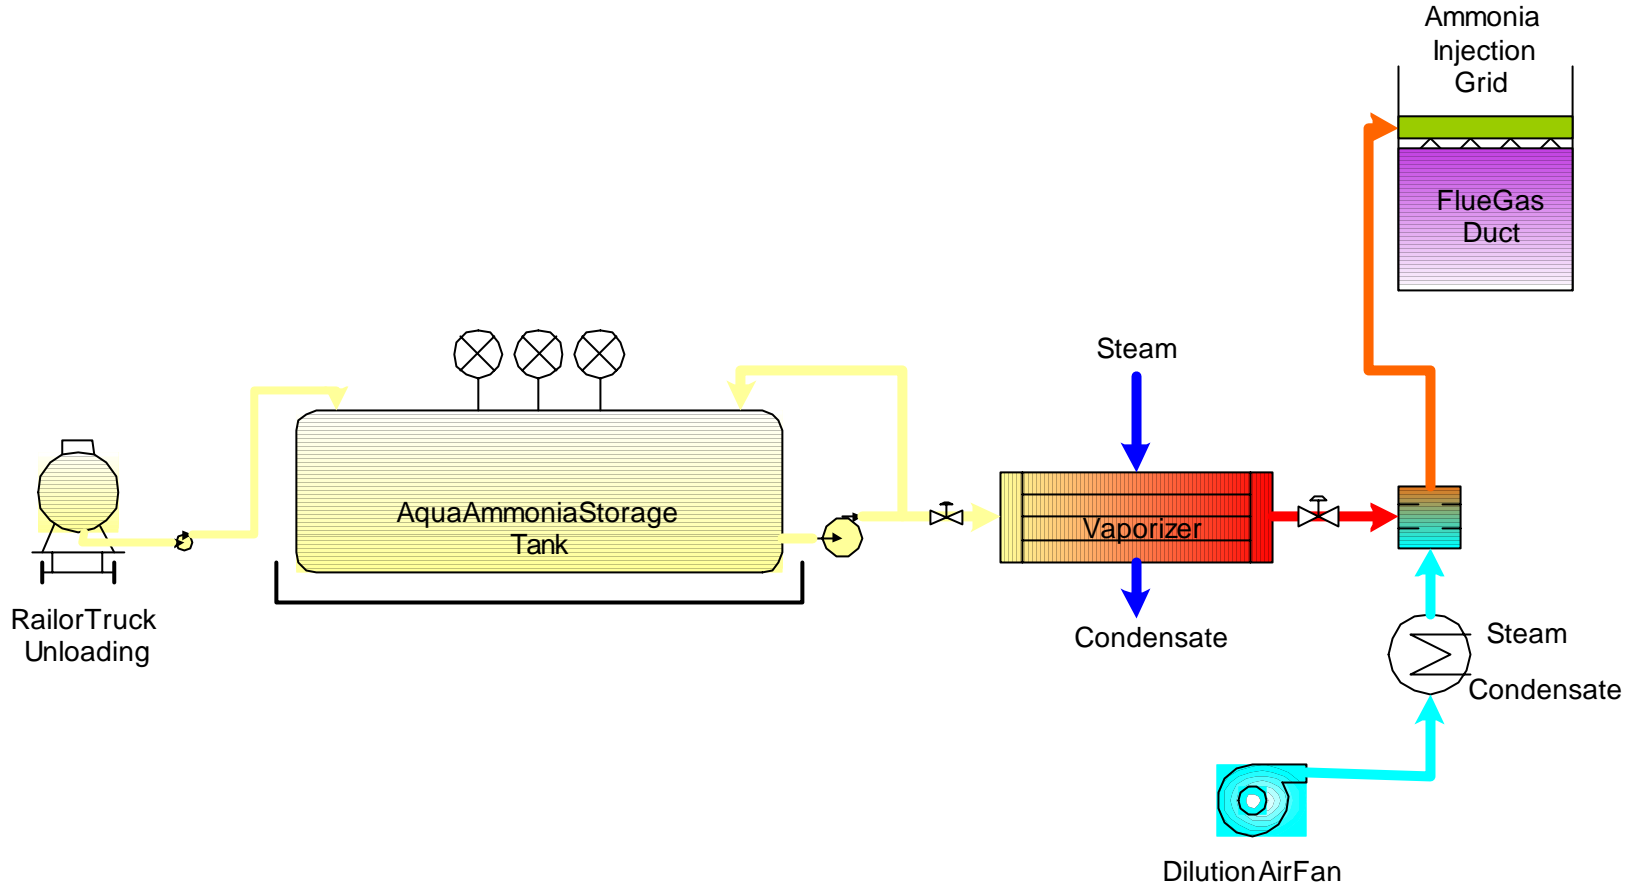 Ammonia
Injection
Grid
FlueGas
Duct
Steam
AquaAmmoniaStorage
Tank
Vaporizer
RailorTruck
Unloading
Condensate
Steam
Condensate
DilutionAirFan